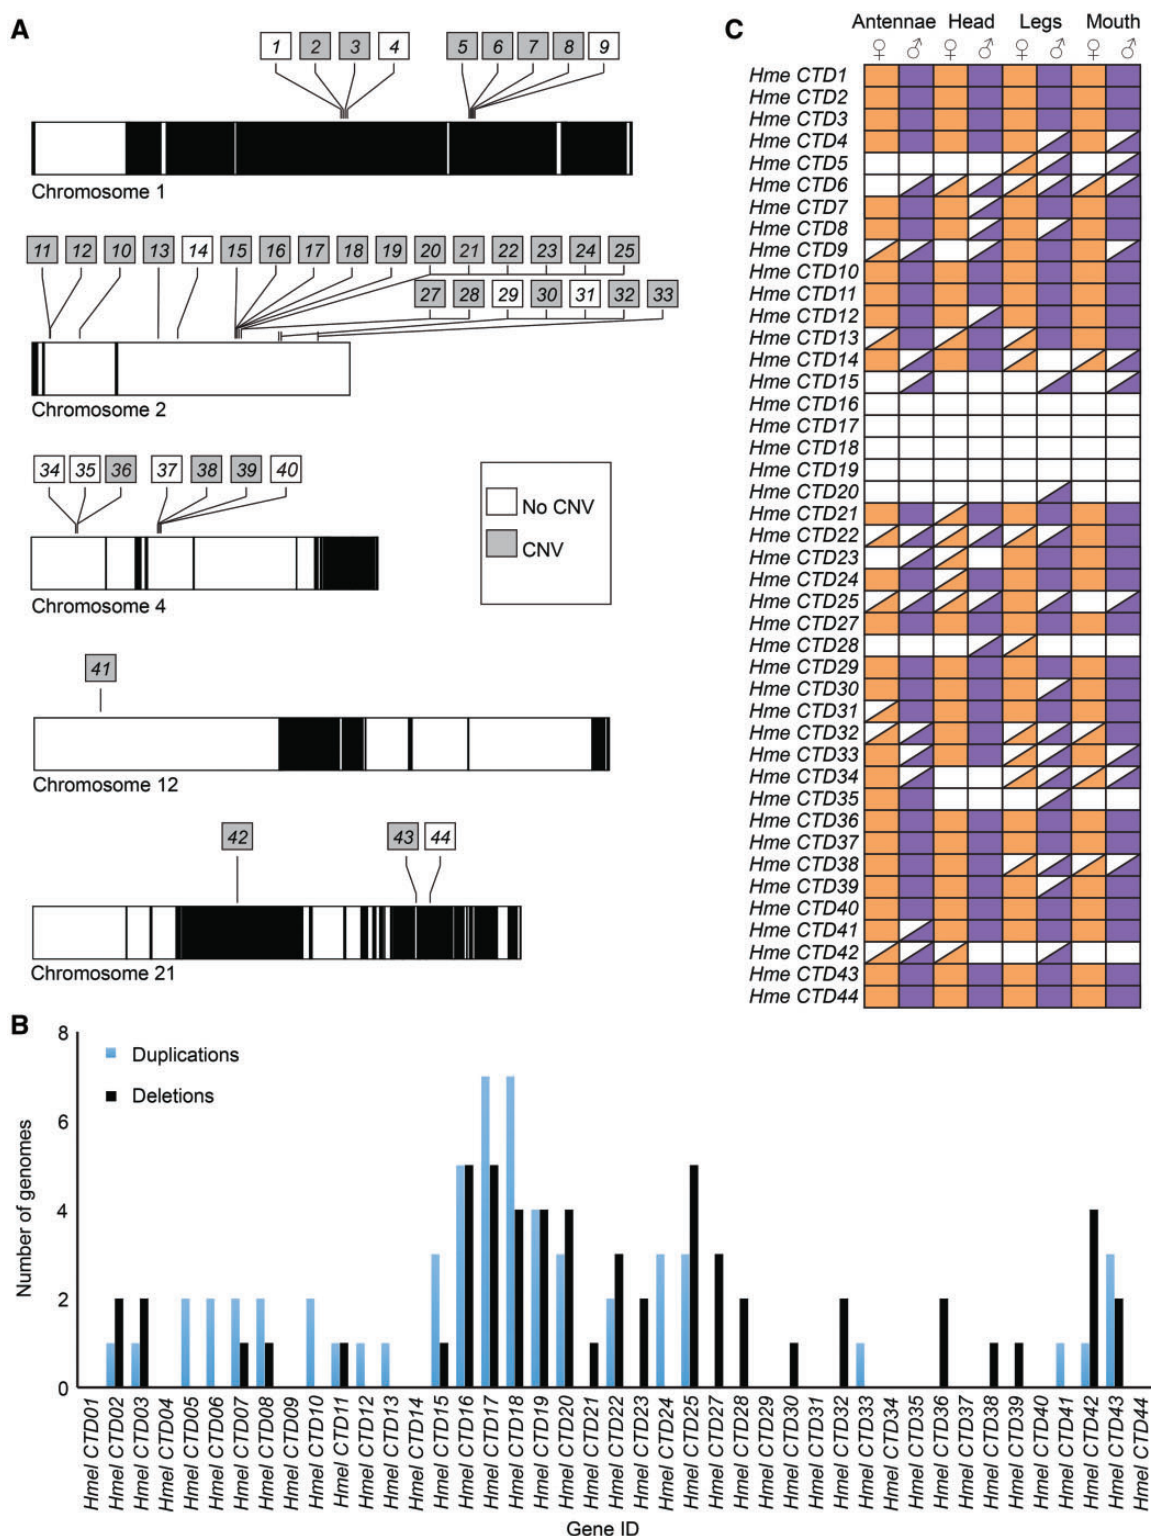 A
1 2 3 4 5 6 7 8 9
Chromosome 1
11 12 10 13 14 15 16 17 18 19 20 21 22 23 24 25
27 28 29 30 31 32 33
Chromosome 2
34 35 36 37 38 39 40
No CNV
CNV
Chromosome 4
41
Chromosome 12
42 43 44
Chromosome 21
C
Antennae Head Legs Mouth
♀ ♂ ♀ ♂ ♀ ♂ ♀ ♂
Hme CTD1
Hme CTD2
Hme CTD3
Hme CTD4
Hme CTD5
Hme CTD6
Hme CTD7
Hme CTD8
Hme CTD9
Hme CTD10
Hme CTD11
Hme CTD12
Hme CTD13
Hme CTD14
Hme CTD15
Hme CTD16
Hme CTD17
Hme CTD18
Hme CTD19
Hme CTD20
Hme CTD21
Hme CTD22
Hme CTD23
Hme CTD24
Hme CTD25
Hme CTD27
Hme CTD28
Hme CTD29
Hme CTD30
Hme CTD31
Hme CTD32
Hme CTD33
Hme CTD34
Hme CTD35
Hme CTD36
Hme CTD37
Hme CTD38
Hme CTD39
Hme CTD40
Hme CTD41
Hme CTD42
Hme CTD43
Hme CTD44
B
Number of genomes
8
6
4
2
0
Duplications
Deletions
Hmel CTD01
Hmel CTD02
Hmel CTD03
Hmel CTD04
Hmel CTD05
Hmel CTD06
Hmel CTD07
Hmel CTD08
Hmel CTD09
Hmel CTD10
Hmel CTD11
Hmel CTD12
Hmel CTD13
Hmel CTD14
Hmel CTD15
Hmel CTD16
Hmel CTD17
Hmel CTD18
Hmel CTD19
Hmel CTD20
Hmel CTD21
Hmel CTD22
Hmel CTD23
Hmel CTD24
Hmel CTD25
Hmel CTD27
Hmel CTD28
Hmel CTD29
Hmel CTD30
Hmel CTD31
Hmel CTD32
Hmel CTD33
Hmel CTD34
Hmel CTD35
Hmel CTD36
Hmel CTD37
Hmel CTD38
Hmel CTD39
Hmel CTD40
Hmel CTD41
Hmel CTD42
Hmel CTD43
Hmel CTD44
Gene ID